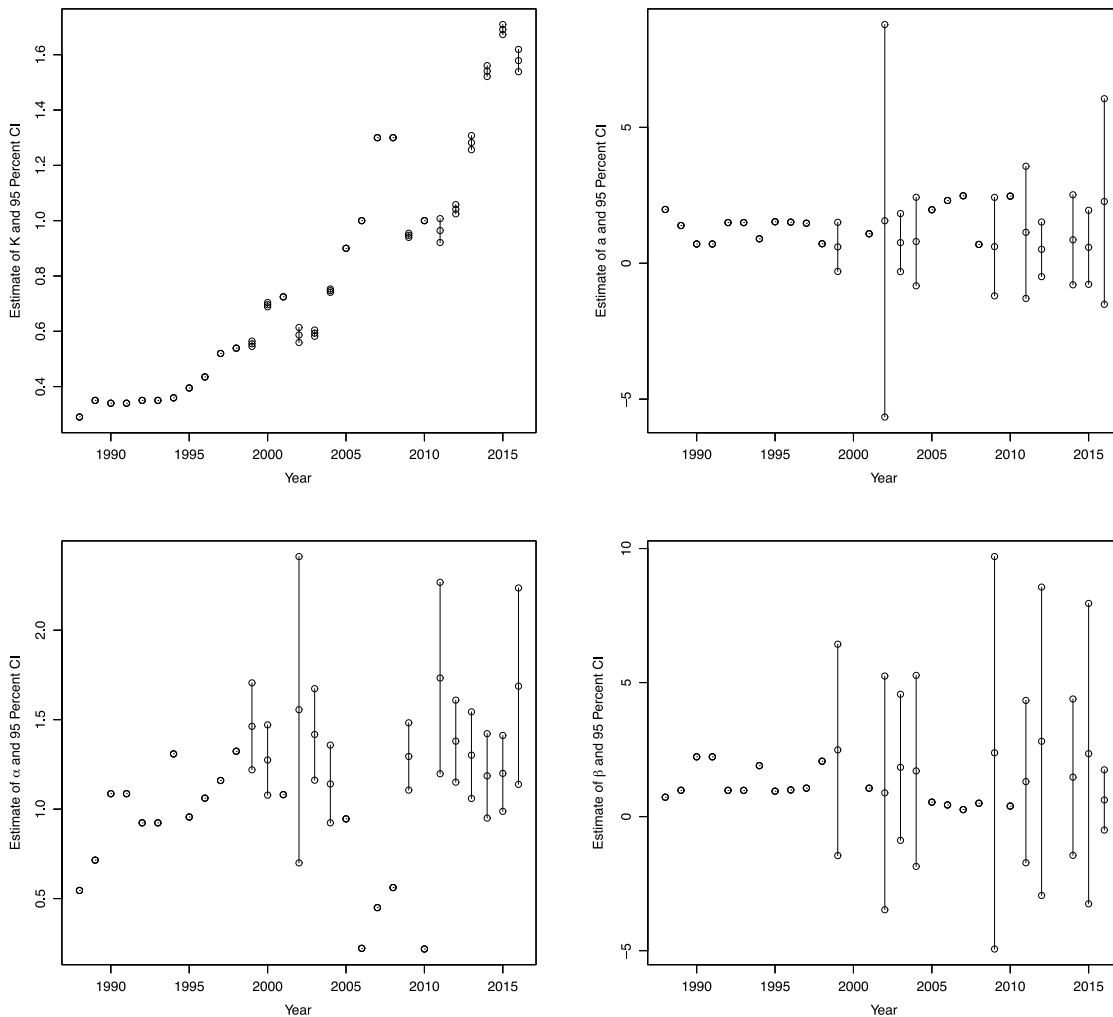 Estimate of K and 95 Percent CI
1.6
1.4
1.2
1.0
0.8
0.6
0.4
1990 1995 2000 2005 2010 2015
Year
Estimate of a and 95 Percent CI
5
0
−5
1990 1995 2000 2005 2010 2015
Year
Estimate of α and 95 Percent CI
2.0
1.5
1.0
0.5
1990 1995 2000 2005 2010 2015
Year
Estimate of β and 95 Percent CI
10
5
0
−5
1990 1995 2000 2005 2010 2015
Year